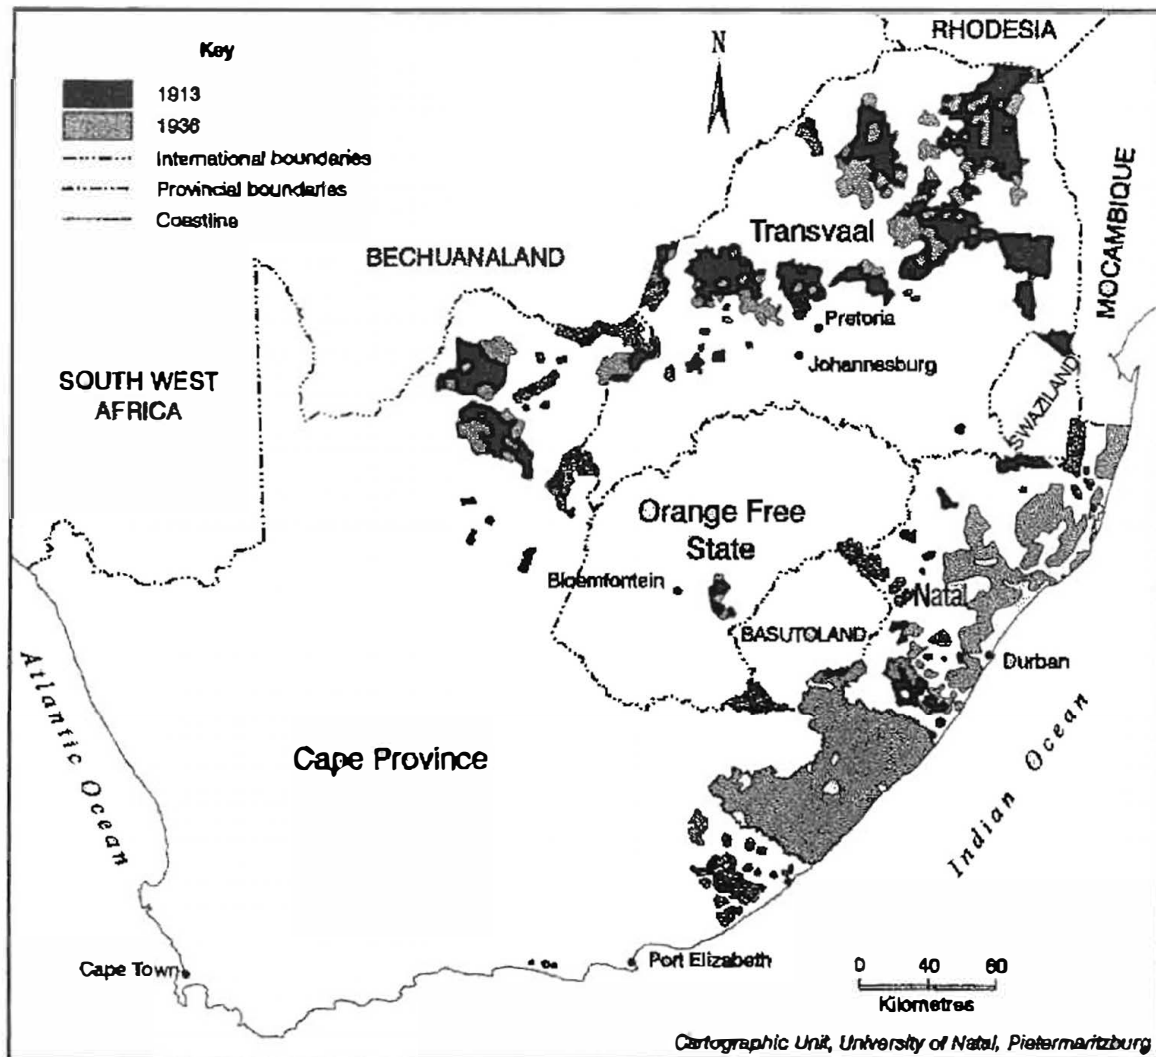 Key
1913
1936
International boundaries
Provincial boundaries
Coastline
N
RHODESIA
MOCAMBIQUE
Transvaal
BECHUANALAND
Pretoria
Johannesburg
SOUTH WEST
AFRICA
SWAZILAND
Orange Free
State
Bloemfontein
Natal
BASUTOLAND
Durban
Atlantic Ocean
Cape Province
Indian Ocean
Cape Town
Port Elizabeth
0 40 60
Kilometres
Cartographic Unit, University of Natal, Pietermaritzburg